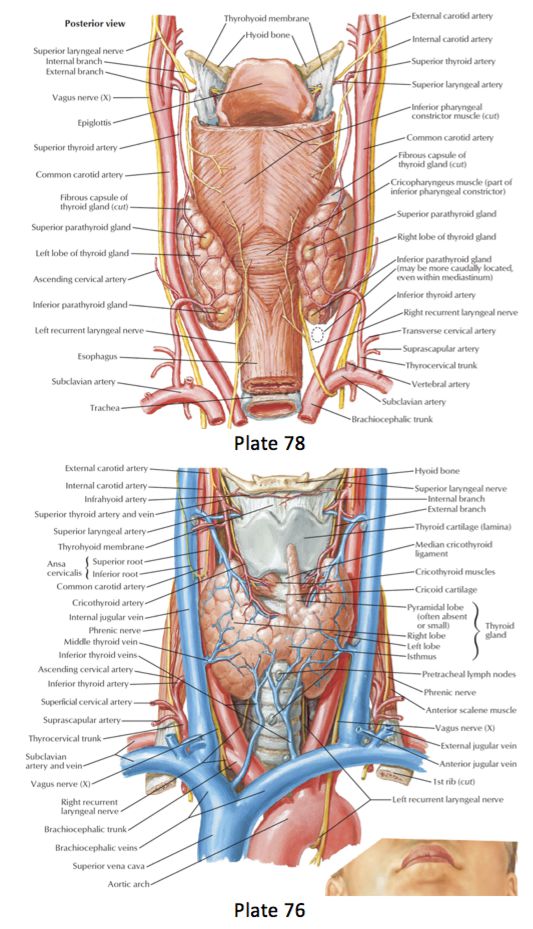 Posterior view
Thyrohyoid membrane
Hyoid bone
Superior laryngeal nerve
Internal branch
External branch
Vagus nerve (X)
Epiglottis
Superior thyroid artery
Common carotid artery
Fibrous capsule of
thyroid gland (cut)
Superior parathyroid gland
Left lobe of thyroid gland
Ascending cervical artery
Inferior parathyroid gland
Left recurrent laryngeal nerve
Esophagus
Subclavian artery
Trachea
External carotid artery
Internal carotid artery
Superior thyroid artery
Superior laryngeal artery
Inferior pharyngeal
constrictor muscle (cut)
Common carotid artery
Fibrous capsule of
thyroid gland (cut)
Cricopharyngeus muscle (part of
inferior pharyngeal constrictor)
Superior parathyroid gland
Right lobe of thyroid gland
Inferior parathyroid gland
(may be more caudally located,
even within mediastinum)
Inferior thyroid artery
Right recurrent laryngeal nerve
Transverse cervical artery
Suprascapular artery
Thyrocervical trunk
Vertebral artery
Subclavian artery
Brachiocephalic trunk
Plate 78
External carotid artery
Internal carotid artery
Infrahyoid artery
Superior thyroid artery and vein
Superior laryngeal artery
Thyrohyoid membrane
Ansa
cervicalis
Superior root
Inferior root
Common carotid artery
Cricothyroid artery
Internal jugular vein
Phrenic nerve
Middle thyroid vein
Inferior thyroid veins
Ascending cervical artery
Inferior thyroid artery
Superficial cervical artery
Suprascapular artery
Thyrocervical trunk
Subclavian
artery and vein
Vagus nerve (X)
Right recurrent
laryngeal nerve
Brachiocephalic trunk
Brachiocephalic veins
Superior vena cava
Aortic arch
Hyoid bone
Superior laryngeal nerve
Internal branch
External branch
Thyroid cartilage (lamina)
Median cricothyroid
ligament
Cricothyroid muscles
Cricoid cartilage
Pyramidal lobe
(often absent
or small)
Right lobe
Left lobe
Isthmus
Thyroid
gland
Pretracheal lymph nodes
Phrenic nerve
Anterior scalene muscle
Vagus nerve (X)
External jugular vein
Anterior jugular vein
1st rib (cut)
Left recurrent laryngeal nerve
Plate 76